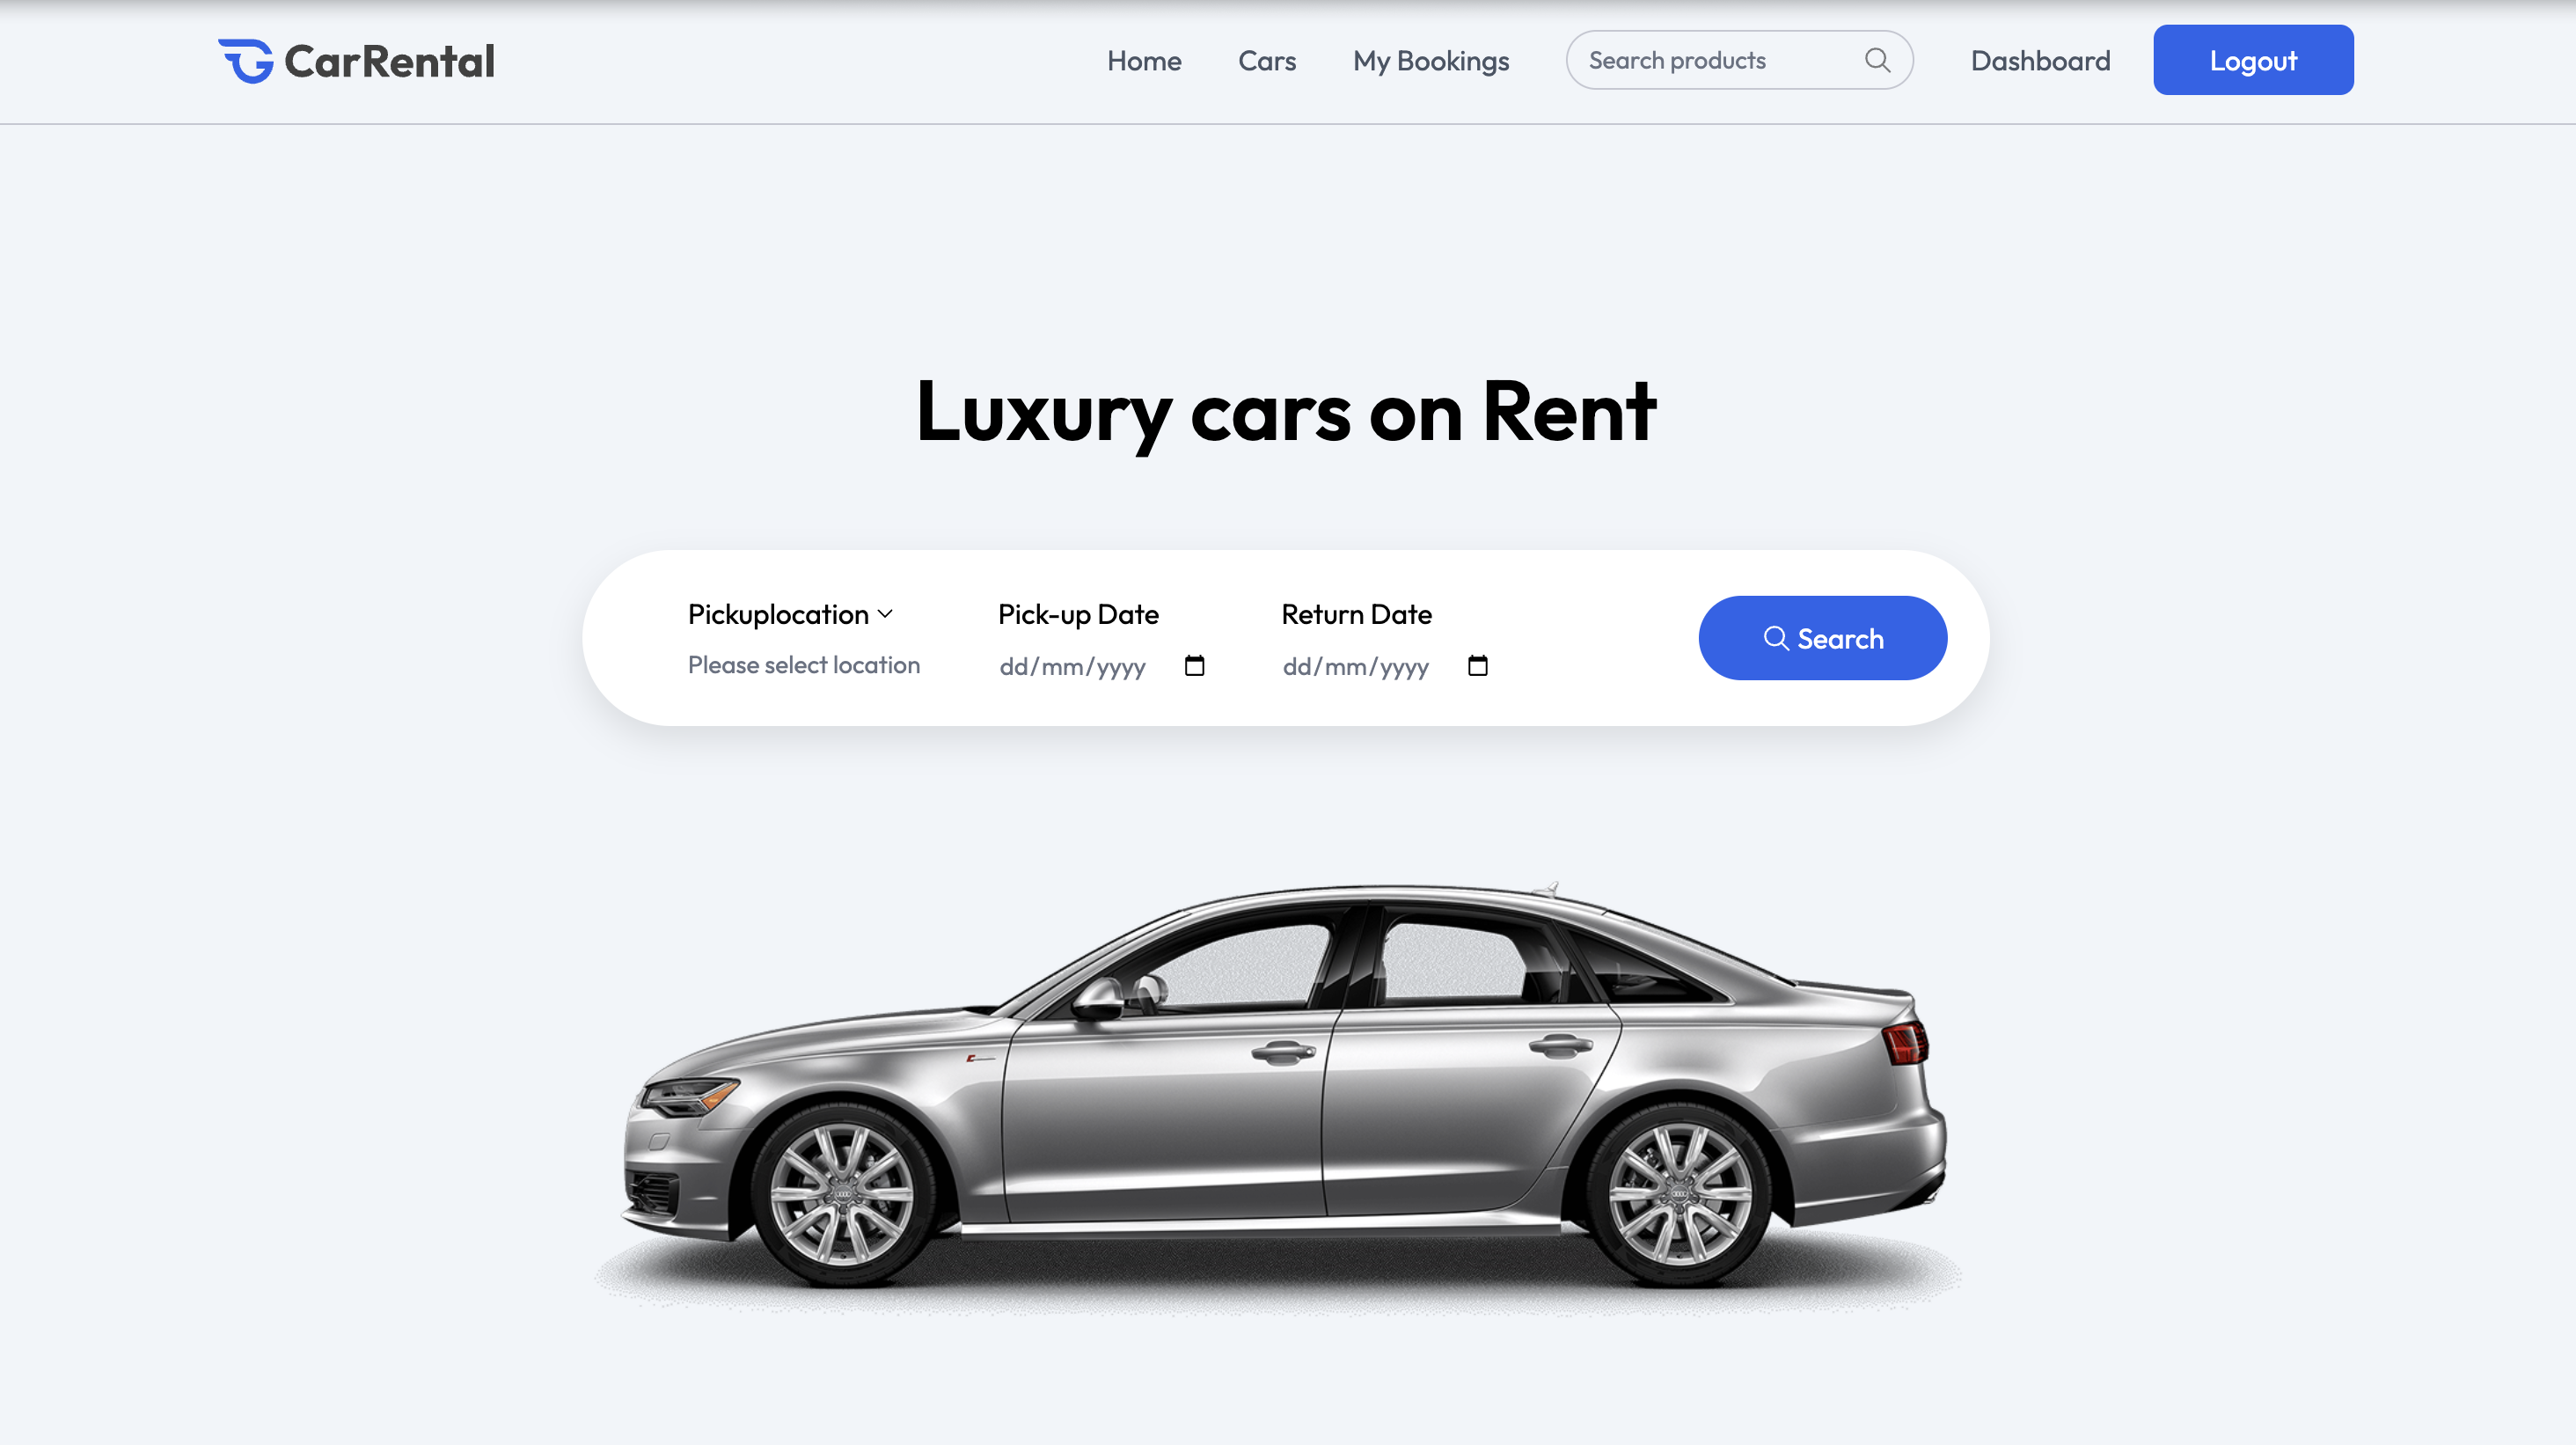 CarRental
Home
Cars
My Bookings
Search products
Dashboard
Logout
Luxury cars on Rent
Pickuplocation
Please select location
Pick-up Date
dd/mm/yyyy
Return Date
dd/mm/yyyy
Search